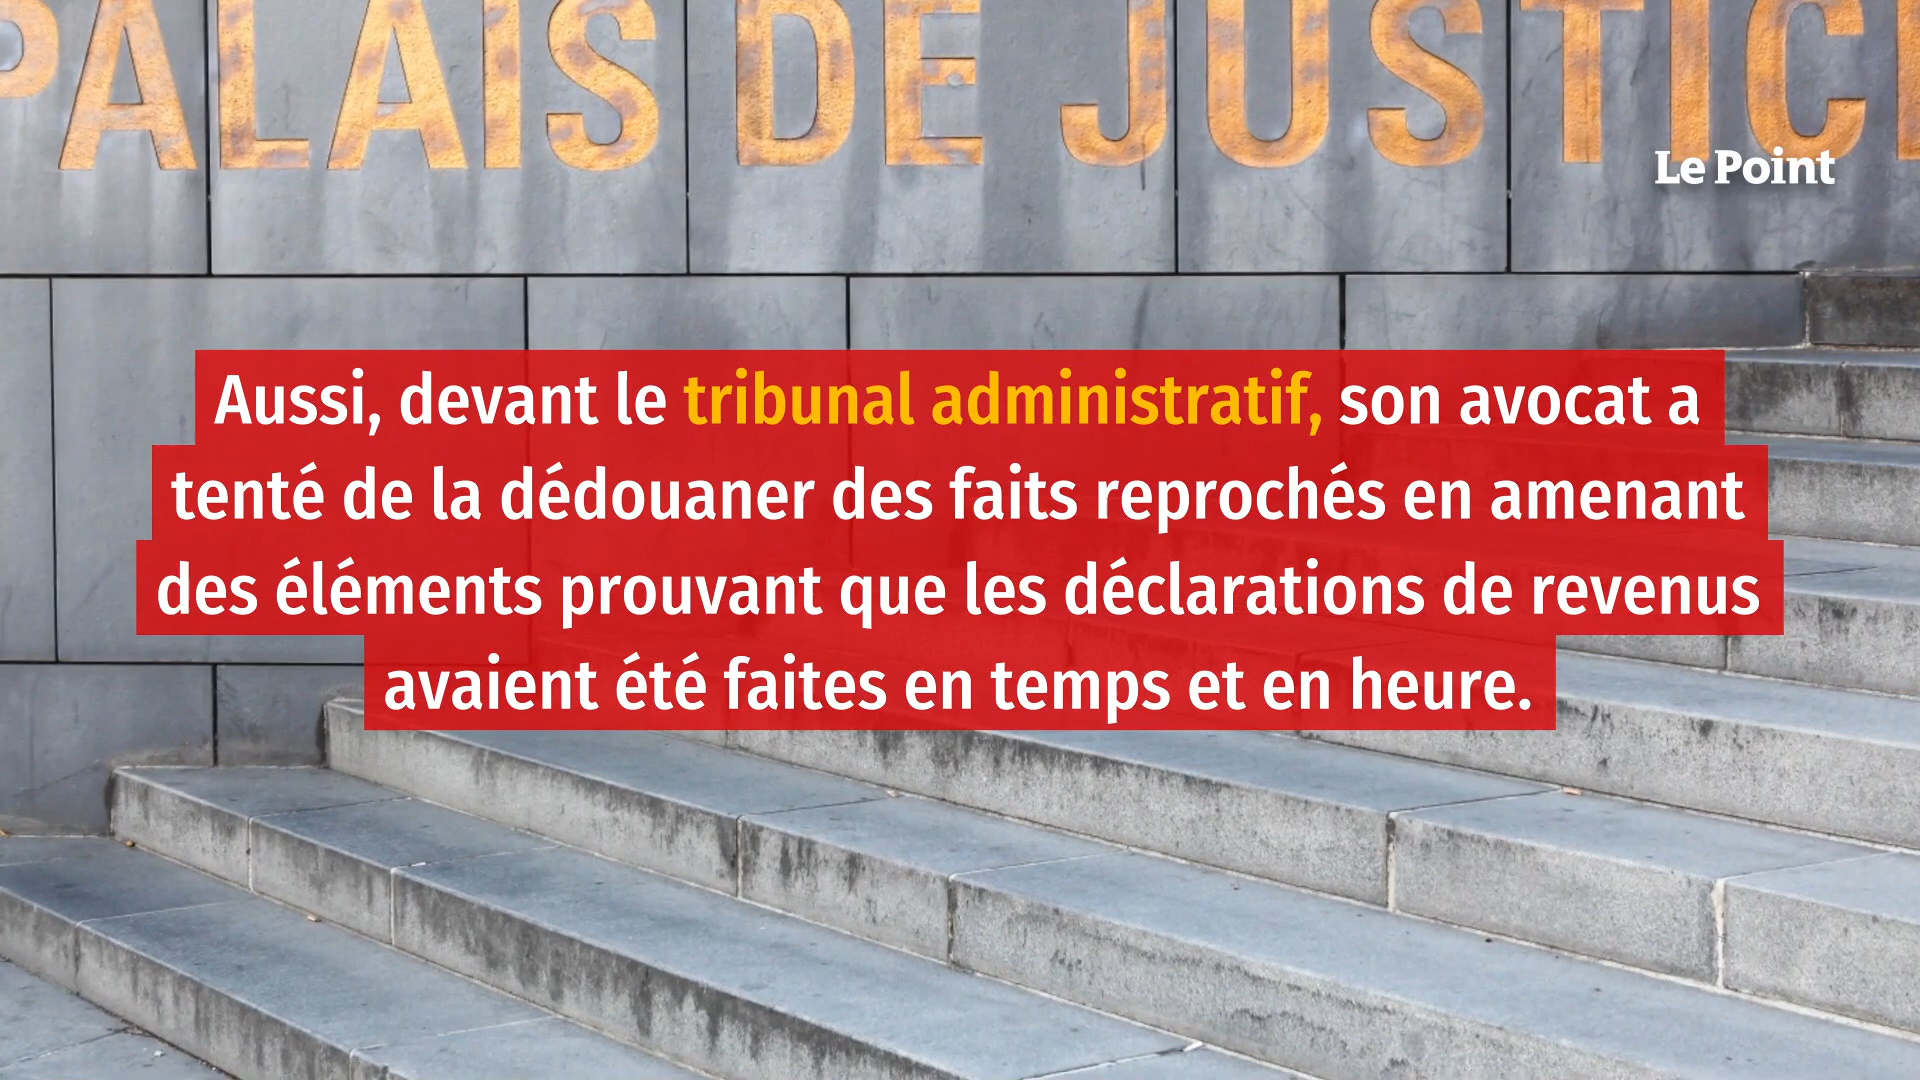 PALAIS DE JUSTIC
Le Point
Aussi, devant le tribunal administratif, son avocat a
tenté de la dédouaner des faits reprochés en amenant
des éléments prouvant que les déclarations de revenus
avaient été faites en temps et en heure.